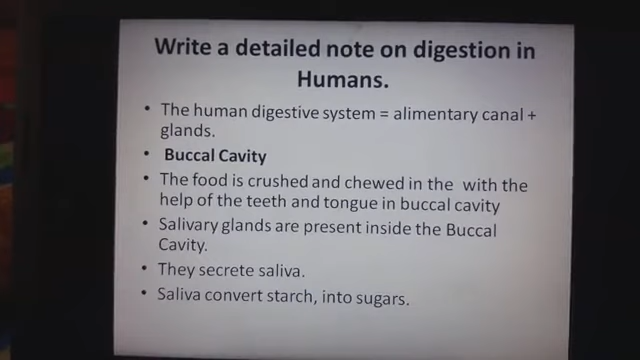 Write a detailed note on digestion in
Humans.
• The human digestive system = alimentary canal +
glands.
• Buccal Cavity
• The food is crushed and chewed in the with the
help of the teeth and tongue in buccal cavity
• Salivary glands are present inside the Buccal
Cavity.
• They secrete saliva.
• Saliva convert starch, into sugars.